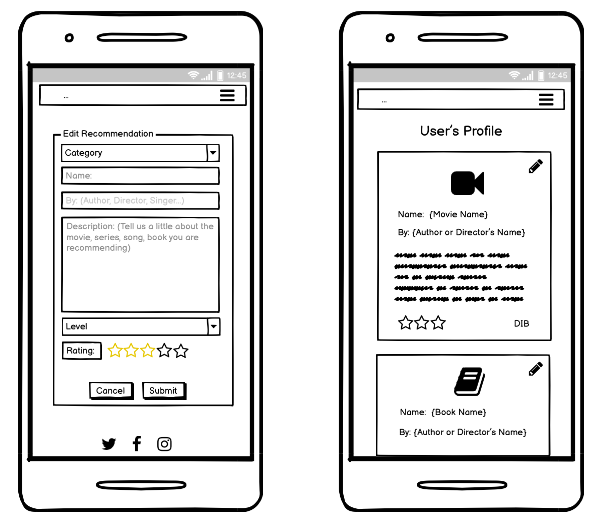 12:45
...
Edit Recommendation
Category
Name:
By: (Author, Director, Singer...)
Description: (Tell us a little about the
movie, series, song, book you are
recommending)
Level
Rating:
Cancel
Submit
12:45
...
User's Profile
Name: {Movie Name}
By: {Author or Director's Name}
DIB
Name: {Book Name}
By: {Author or Director's Name}